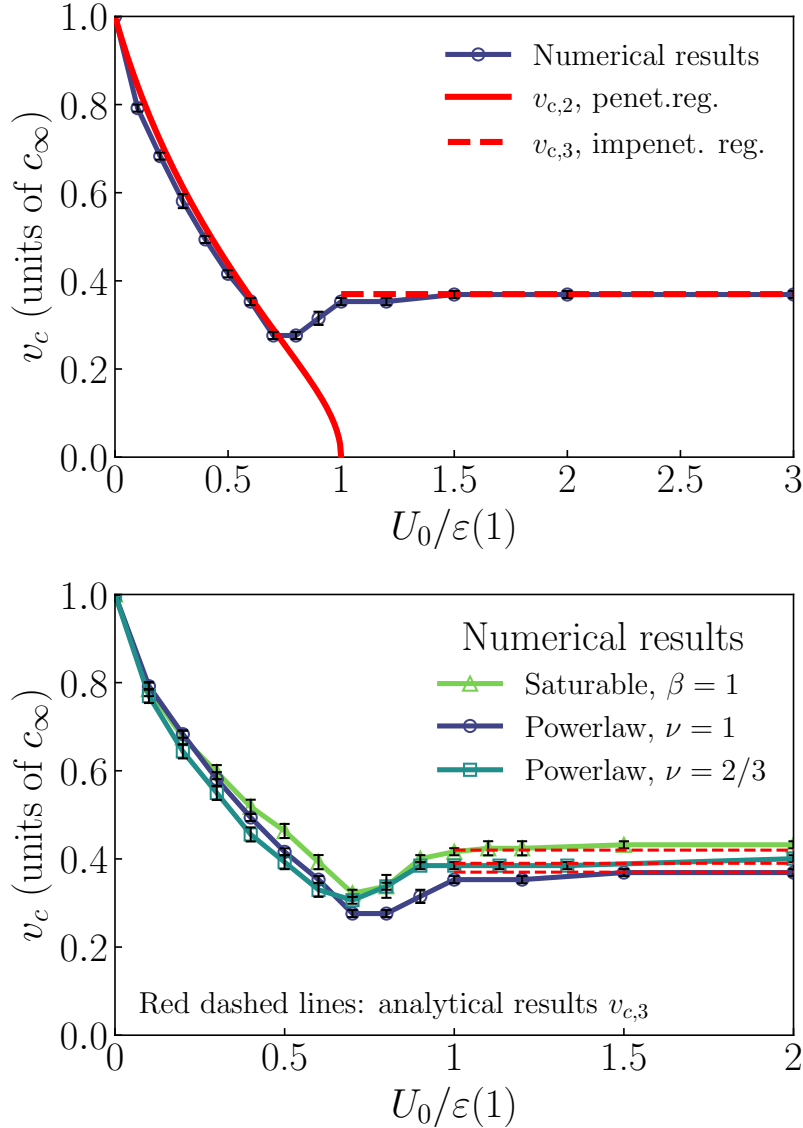 1.0
0.8
0.6
0.4
0.2
0.0
v_c (units of c_∞)
Numerical results
v_{c,2}, penet.reg.
v_{c,3}, impenet. reg.
0 0.5 1 1.5 2 2.5 3
U_0/ε(1)
1.0
0.8
0.6
0.4
0.2
0.0
v_c (units of c_∞)
Numerical results
Saturable, β = 1
Powerlaw, ν = 1
Powerlaw, ν = 2/3
Red dashed lines: analytical results v_{c,3}
0 0.5 1 1.5 2
U_0/ε(1)